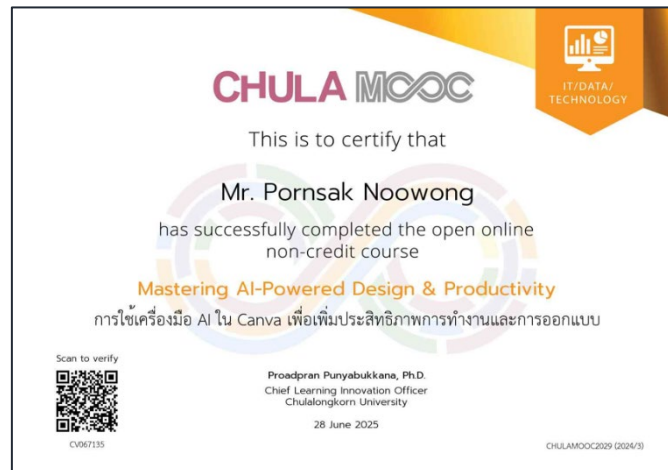 IT/DATA/
TECHNOLOGY
CHULA MOOC
This is to certify that
Mr. Pornsak Noowong
has successfully completed the open online
non-credit course
Mastering AI-Powered Design & Productivity
การใช้เครื่องมือ AI ใน Canva เพื่อเพิ่มประสิทธิภาพการทำงานและการออกแบบ
Scan to verify
CV067135
Proadpran Punyabukkana, Ph.D.
Chief Learning Innovation Officer
Chulalongkorn University
28 June 2025
CHULAMOOC2029 (2024/3)